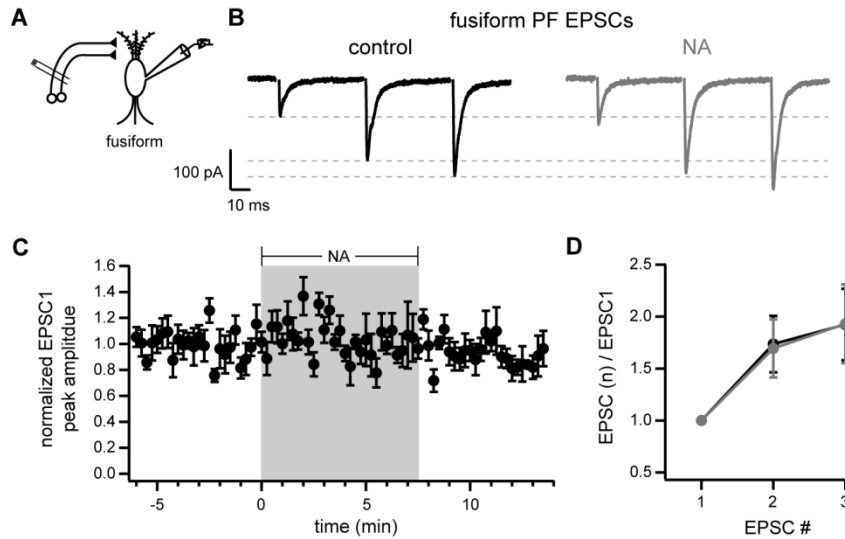 A
fusiform
B
fusiform PF EPSCs
control
NA
100 pA
10 ms
C
NA
normalized EPSC1
peak amplitdue
1.6
1.4
1.2
1.0
0.8
0.6
0.4
0.2
0.0
-5
0
5
10
time (min)
D
EPSC (n) / EPSC1
2.5
2.0
1.5
1.0
0.5
1
2
3
EPSC #